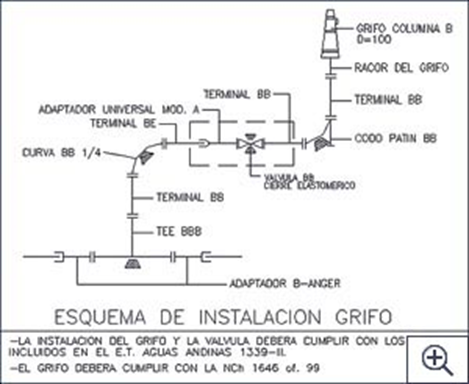 GRIFO COLUMNA B
D=100
RACOR DEL GRIFO
TERMINAL BB
TERMINAL BB
ADAPTADOR UNIVERSAL MOD. A
TERMINAL BE
CODO PATIN BB
CURVA BB 1/4
VALVULA BB
CIERRE ELASTOMERICO
TERMINAL BB
TEE BBB
ADAPTADOR B-ANGER
ESQUEMA DE INSTALACION GRIFO
-LA INSTALACION DEL GRIFO Y LA VALVULA DEBERA CUMPLIR CON LOS
INCLUIDOS EN EL E.T. AGUAS ANDINAS 1339-II.
-EL GRIFO DEBERA CUMPLIR CON LA NCh 1646 of. 99